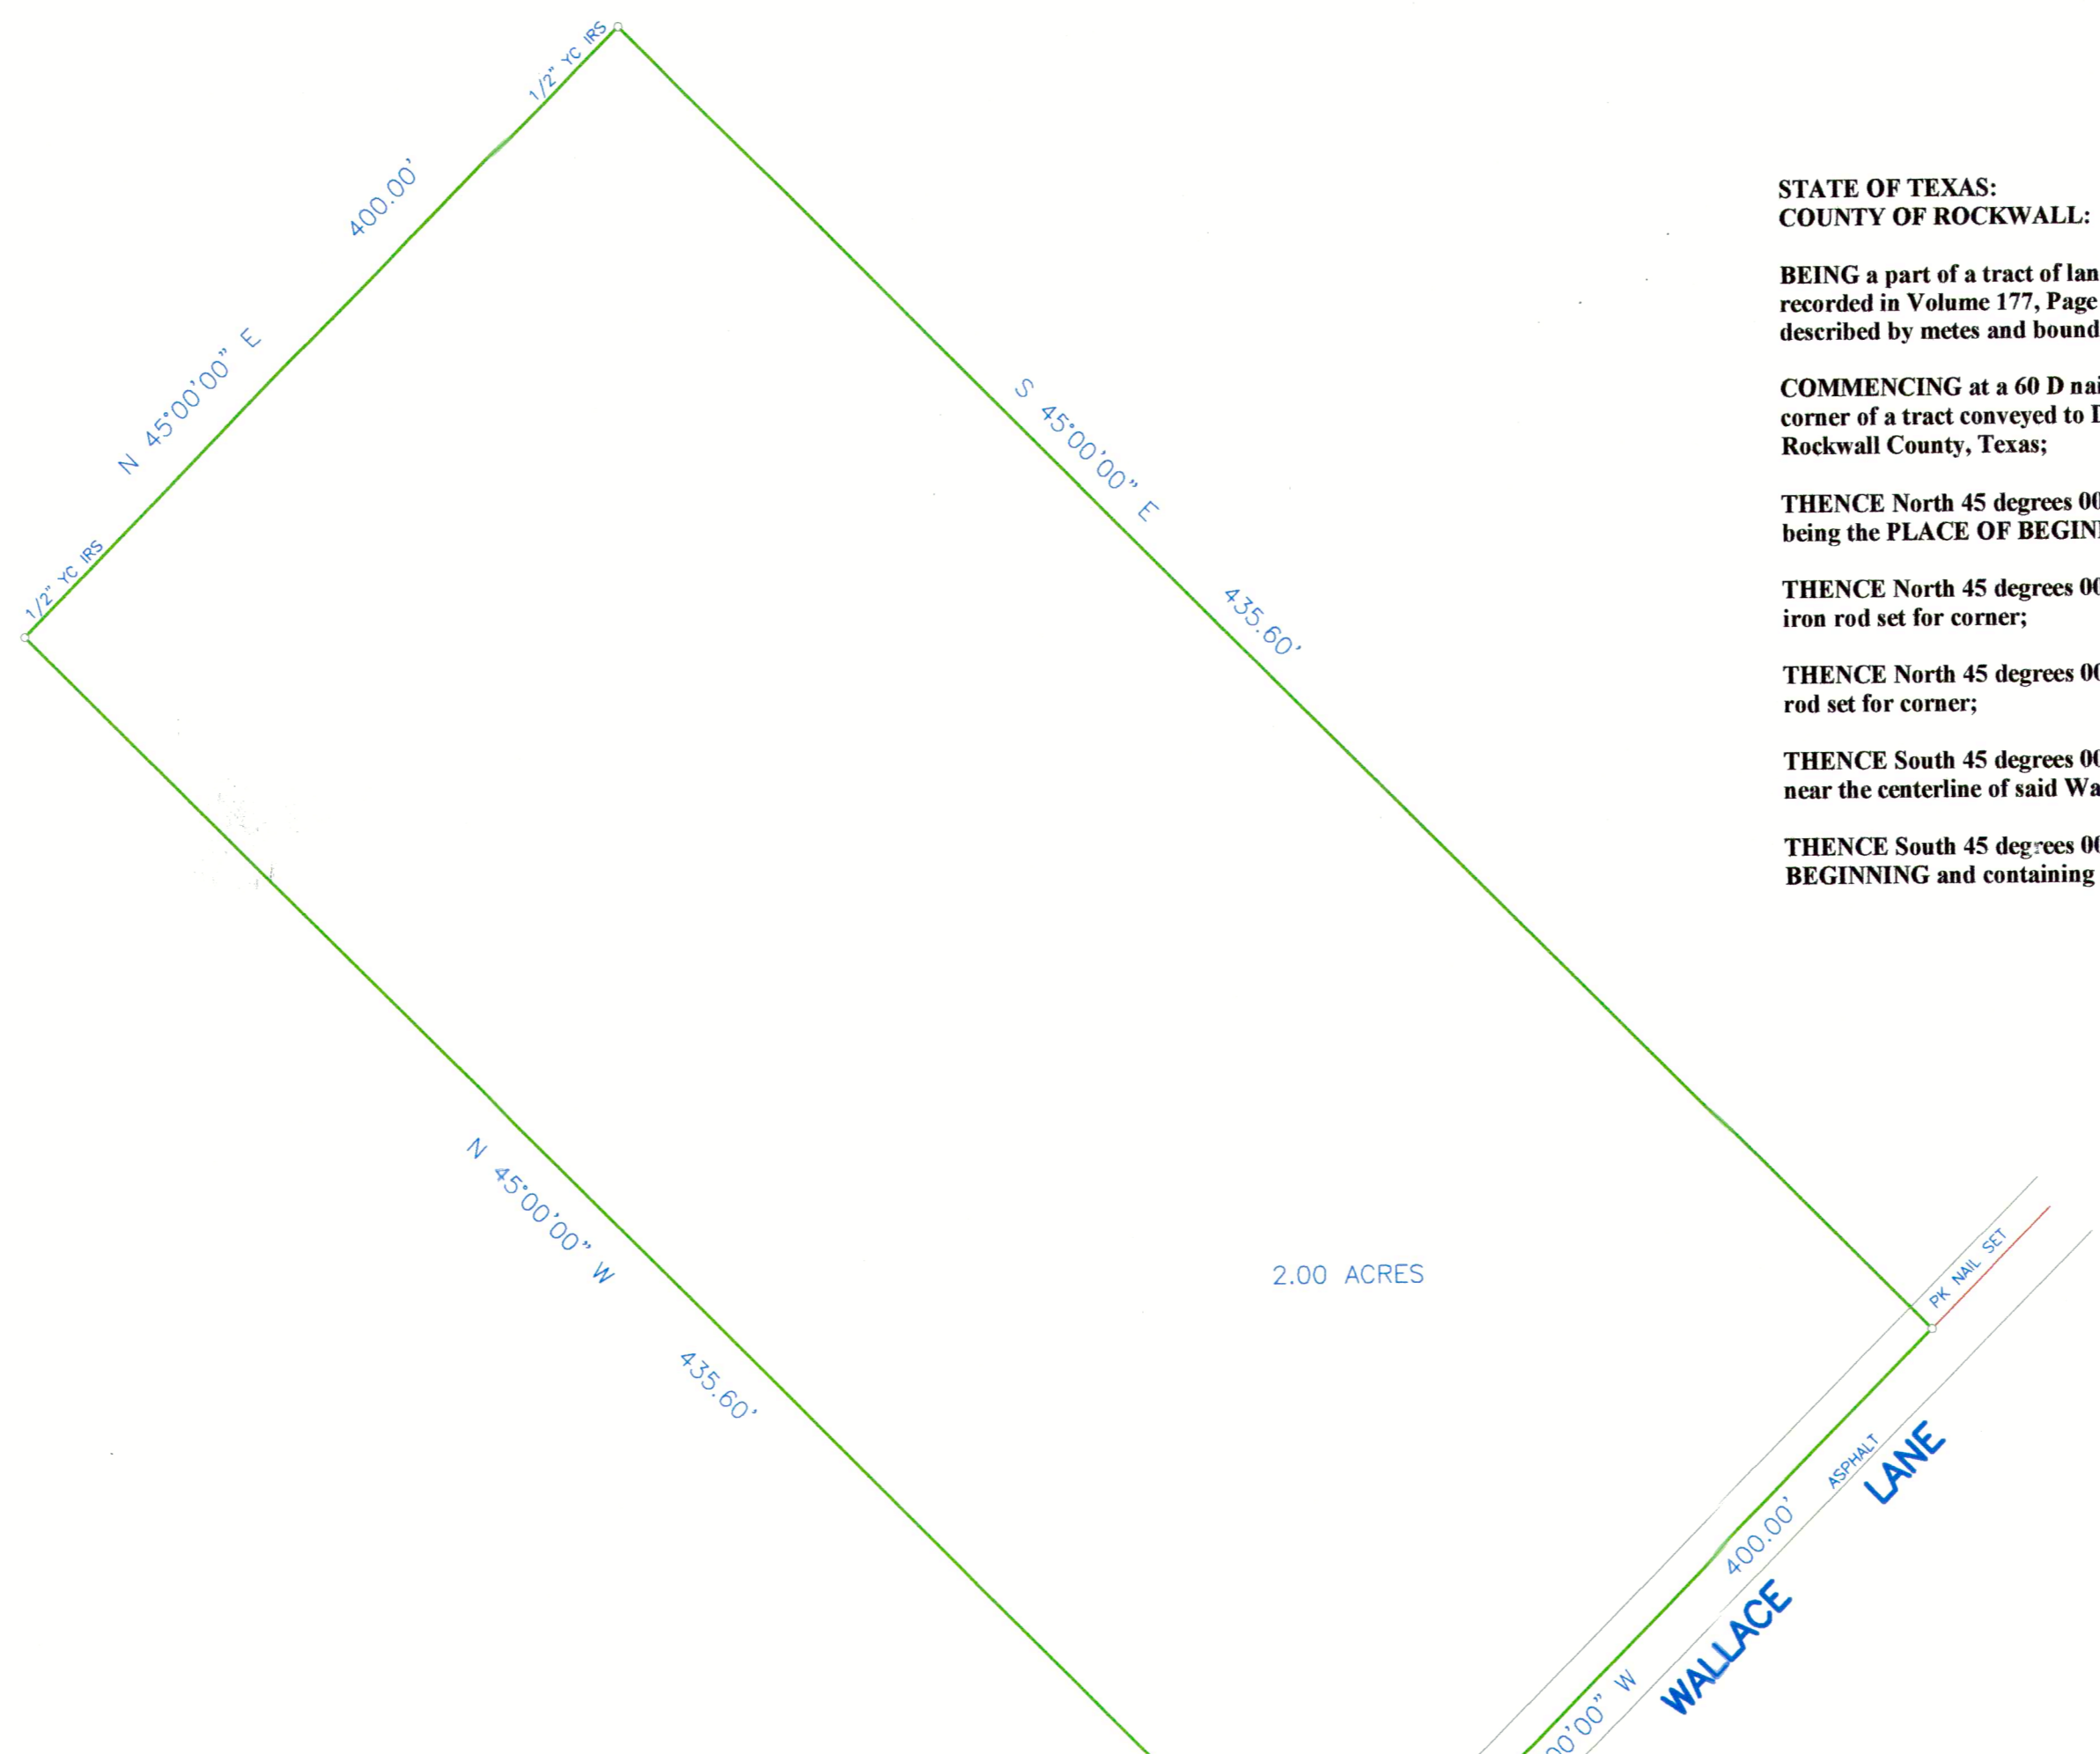 1/2" YC IRS
400.00'
N 45°00'00" E
1/2" YC IRS
S 45°00'00" E
435.60'
N 45°00'00" W
435.60'
2.00 ACRES
PK NAIL SET
ASPHALT
LANE
400.00'
WALLACE
00'00" W
STATE OF TEXAS:
COUNTY OF ROCKWALL:
BEING a part of a tract of lan
recorded in Volume 177, Page
described by metes and bound
COMMENCING at a 60 D nai
corner of a tract conveyed to
Rockwall County, Texas;
THENCE North 45 degrees 00
being the PLACE OF BEGIN
THENCE North 45 degrees 00
iron rod set for corner;
THENCE North 45 degrees 00
rod set for corner;
THENCE South 45 degrees 00
near the centerline of said Wa
THENCE South 45 degrees 00
BEGINNING and containing